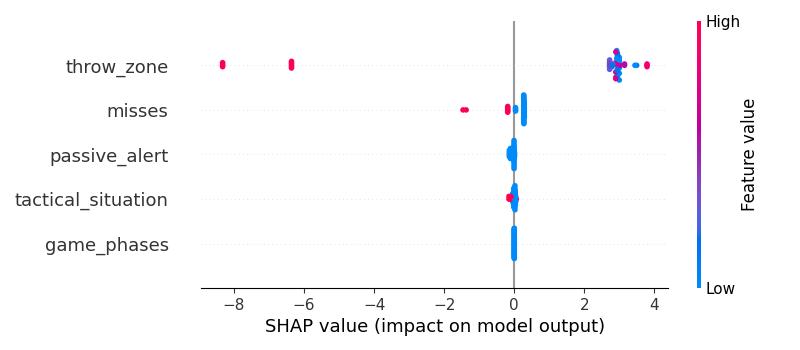 High
throw_zone
misses
passive_alert
tactical_situation
game_phases
Feature value
Low
−8 −6 −4 −2 0 2 4
SHAP value (impact on model output)